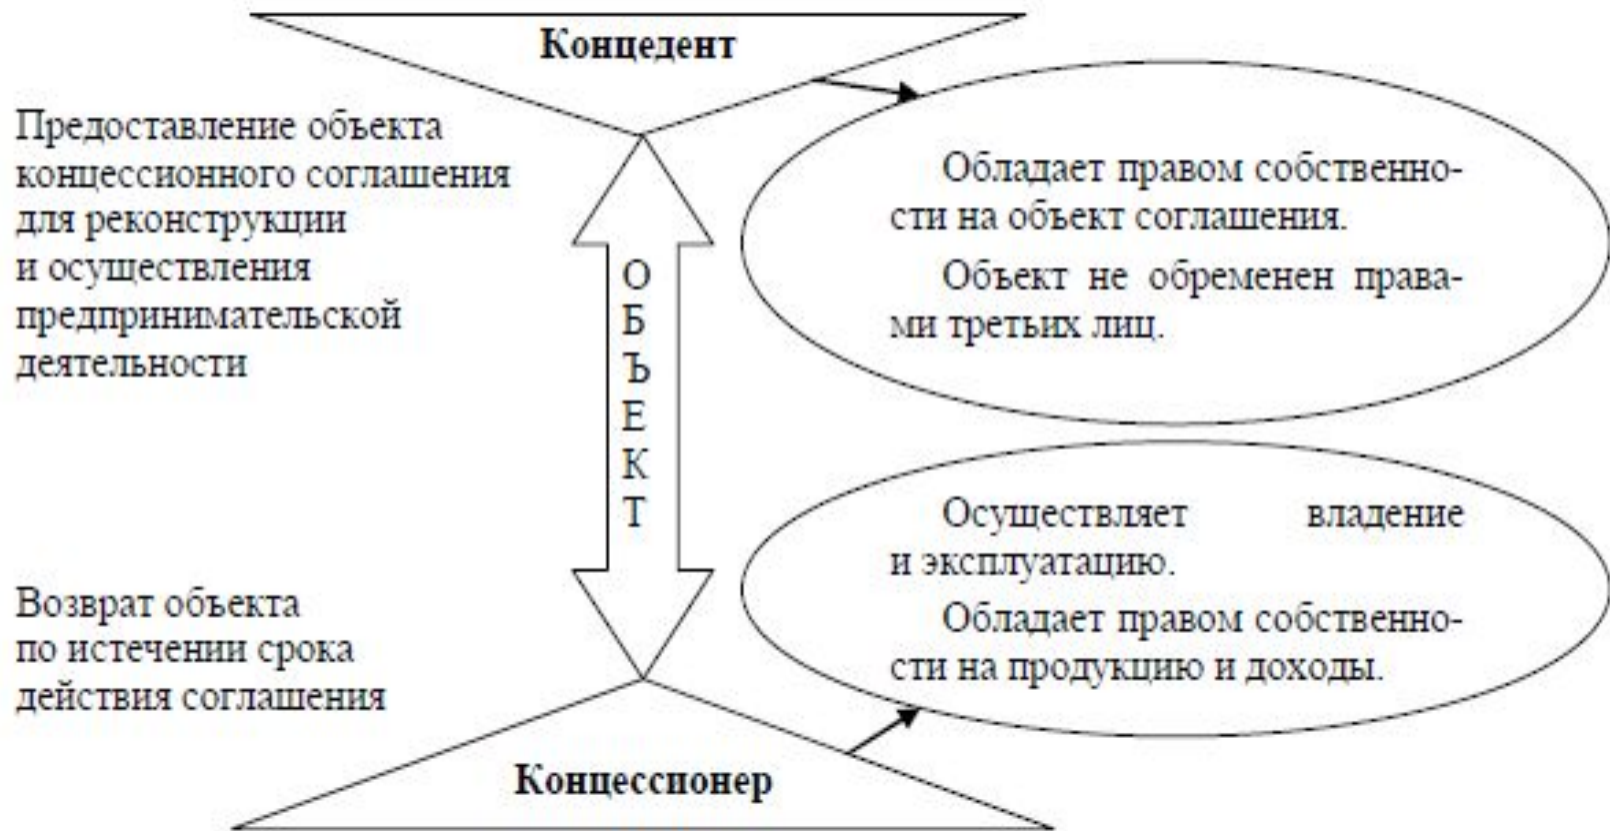 Концедент
Предоставление объекта
концессионного соглашения
для реконструкции
и осуществления
предпринимательской
деятельности
Обладает правом собственно-
сти на объект соглашения.
Объект не обременен права-
ми третьих лиц.
О
Б
Ъ
Е
К
Т
Осуществляет владение
и эксплуатацию.
Обладает правом собственно-
сти на продукцию и доходы.
Возврат объекта
по истечении срока
действия соглашения
Концессионер